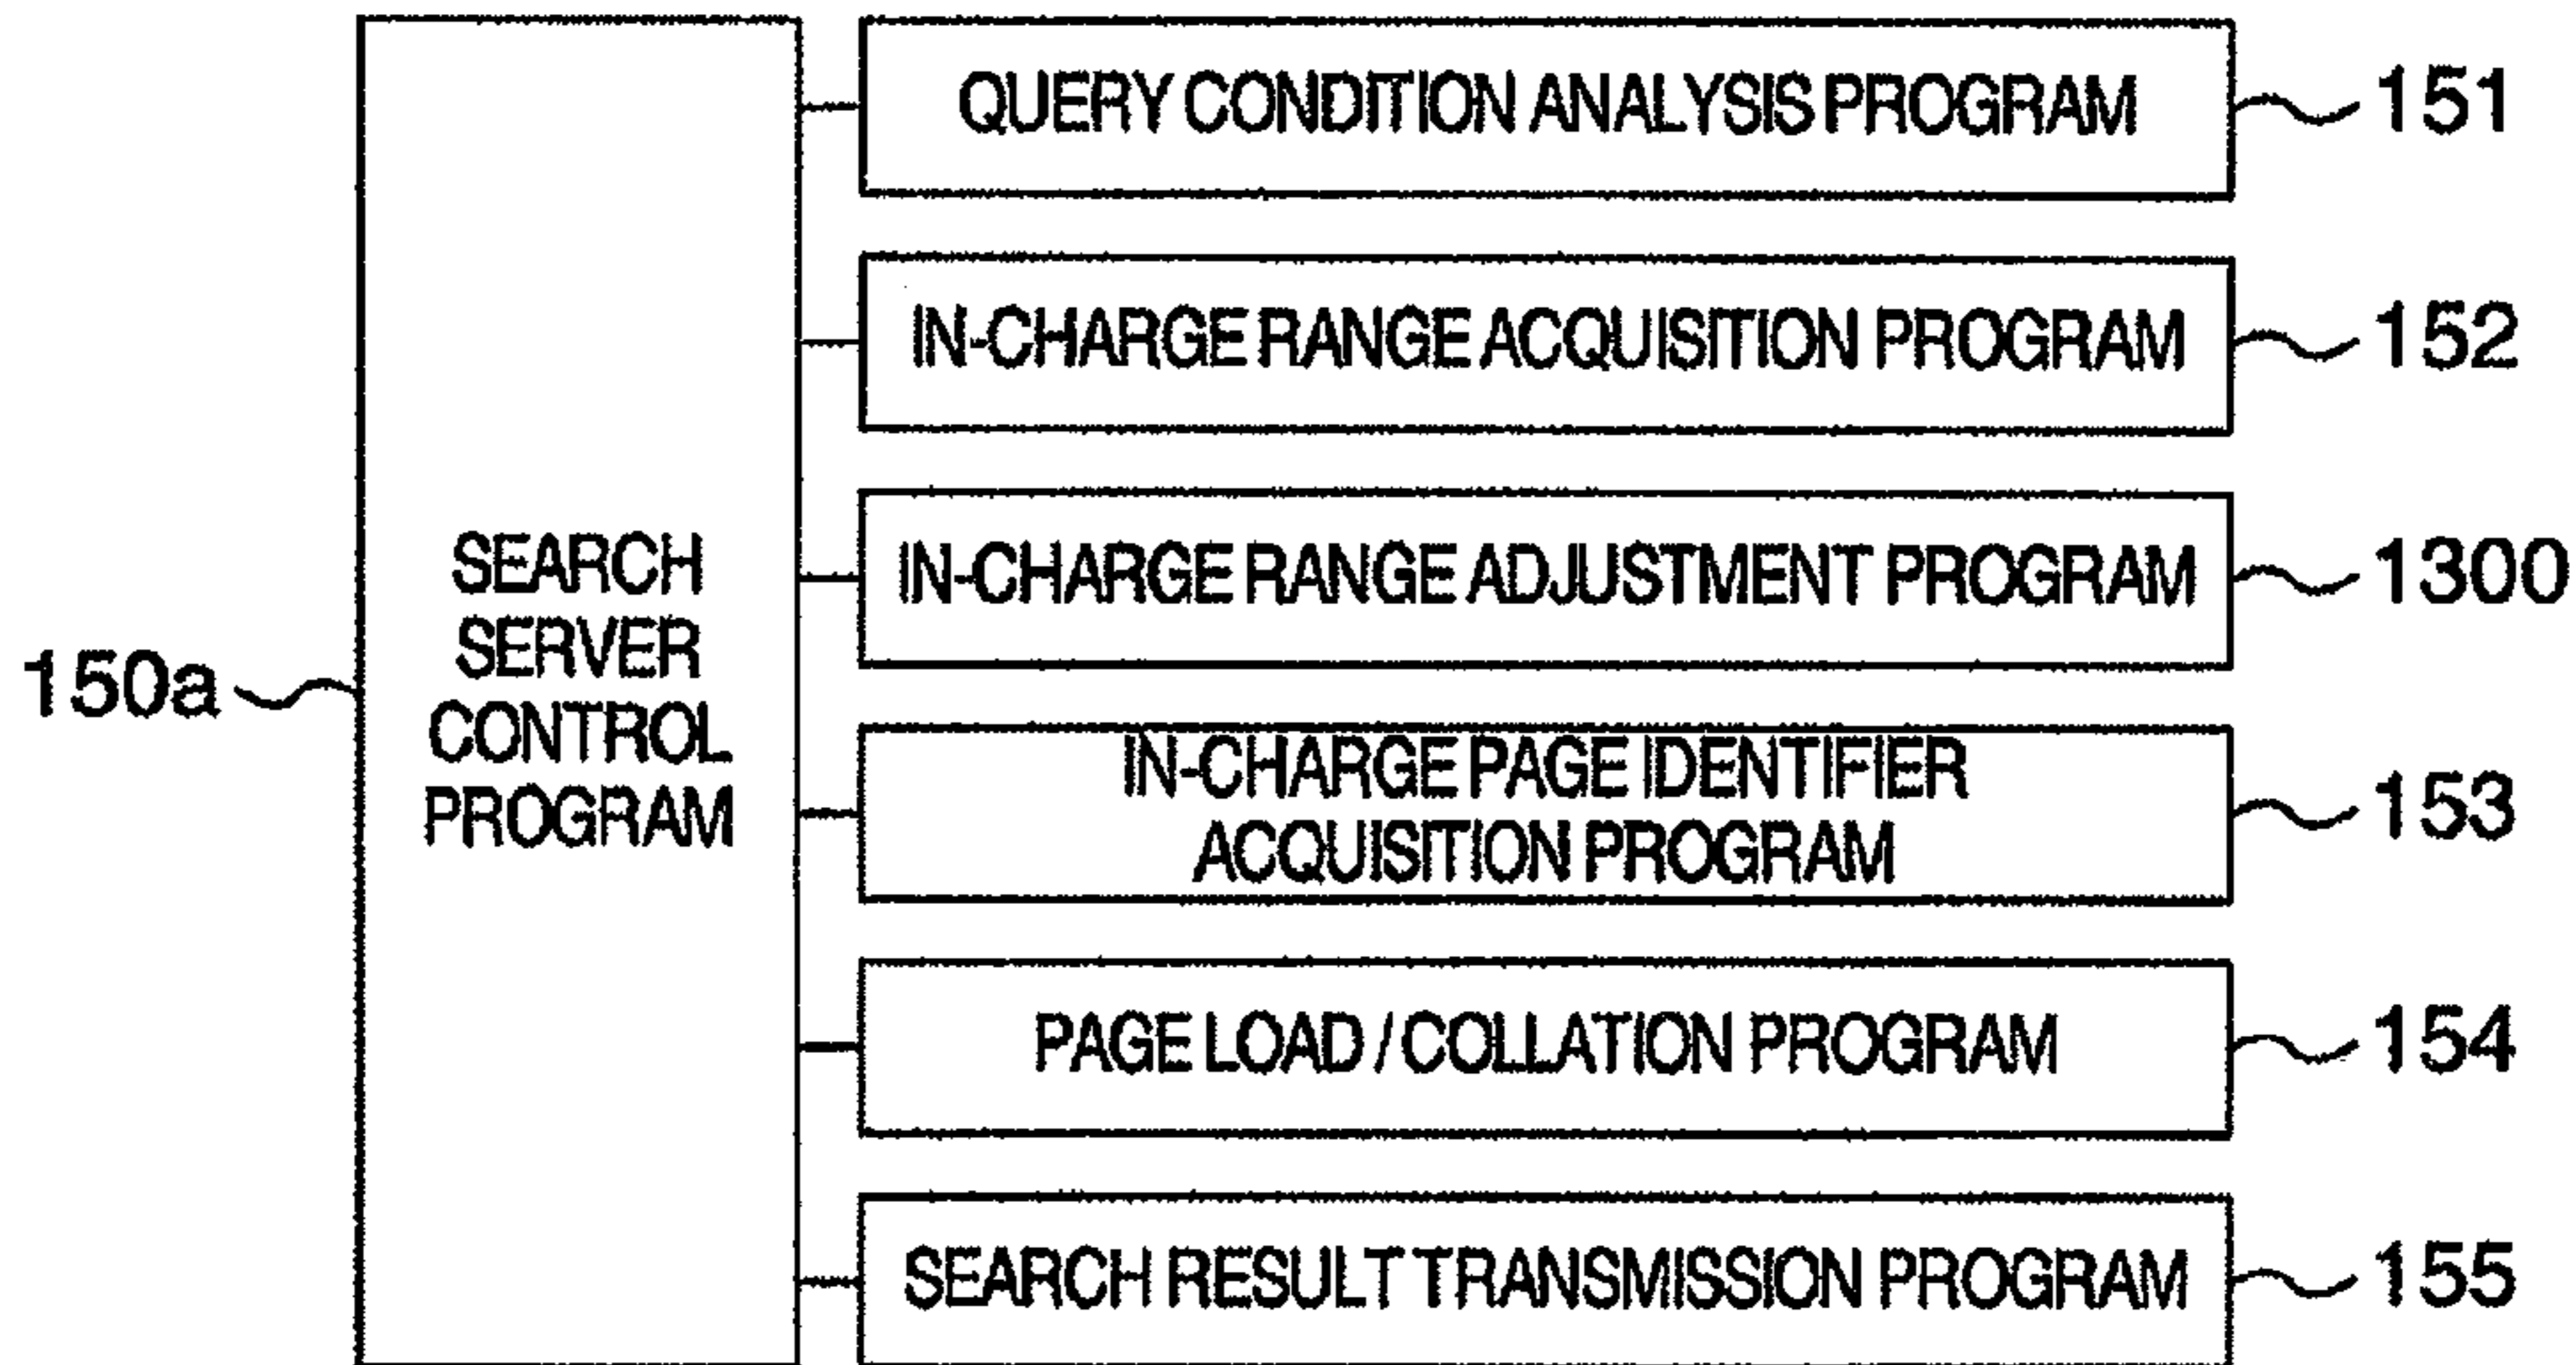 150a
SEARCH
SERVER
CONTROL
PROGRAM
QUERY CONDITION ANALYSIS PROGRAM
151
IN-CHARGE RANGE ACQUISITION PROGRAM
152
IN-CHARGE RANGE ADJUSTMENT PROGRAM
1300
IN-CHARGE PAGE IDENTIFIER
ACQUISITION PROGRAM
153
PAGE LOAD / COLLATION PROGRAM
154
SEARCH RESULT TRANSMISSION PROGRAM
155